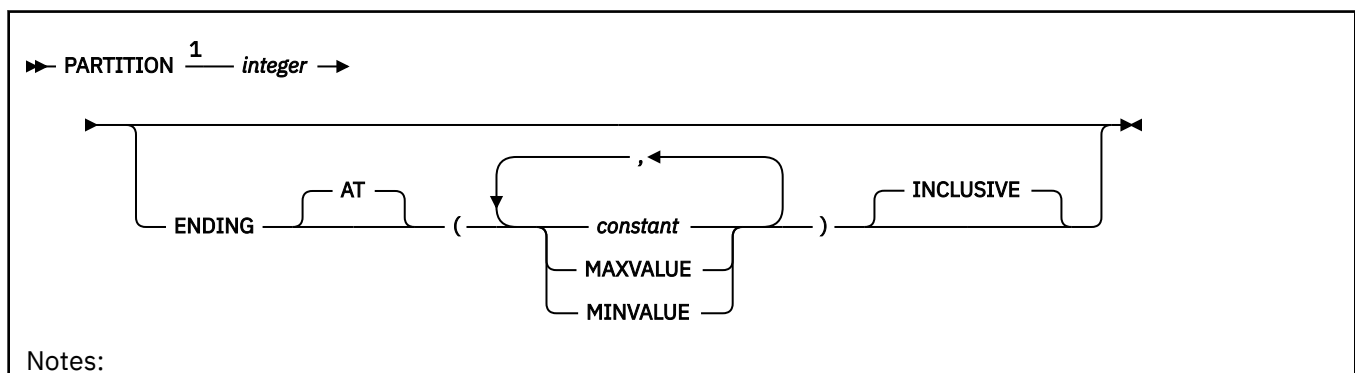 PARTITION 1 integer
,
AT INCLUSIVE
ENDING ( constant )
MAXVALUE
MINVALUE
Notes: